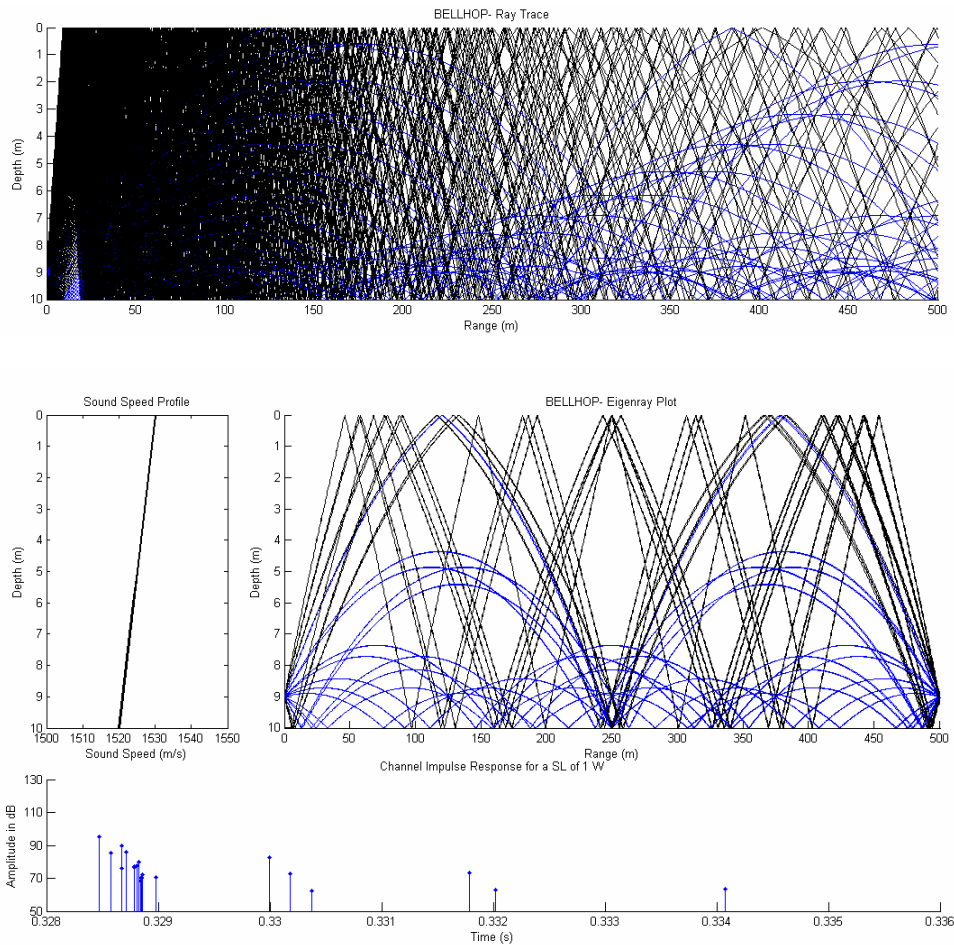 BELLHOP- Ray Trace
0
1
2
3
4
5
6
7
8
9
10
Depth (m)
0 50 100 150 200 250 300 350 400 450 500
Range (m)
Sound Speed Profile
0
1
2
3
4
5
6
7
8
9
10
Depth (m)
1500 1510 1520 1530 1540 1550
Sound Speed (m/s)
BELLHOP- Eigenray Plot
0
1
2
3
4
5
6
7
8
9
10
Depth (m)
0 50 100 150 200 250 300 350 400 450 500
Range (m)
Channel Impulse Response for a SL of 1 W
130
110
90
70
50
Amplitude in dB
0.328 0.329 0.33 0.331 0.332 0.333 0.334 0.335 0.336
Time (s)